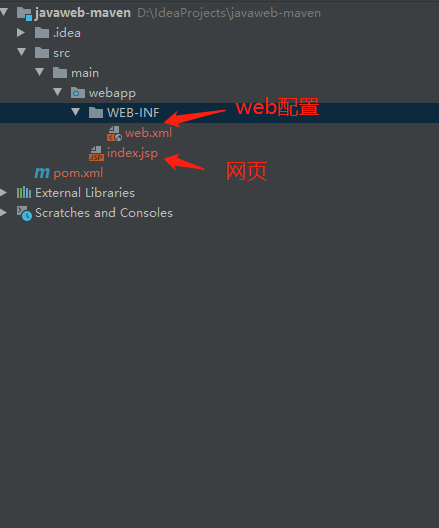 javaweb-maven D:\IdeaProjects\javaweb-maven
.idea
src
main
webapp
WEB-INF
web配置
web.xml
index.jsp
网页
pom.xml
External Libraries
Scratches and Consoles